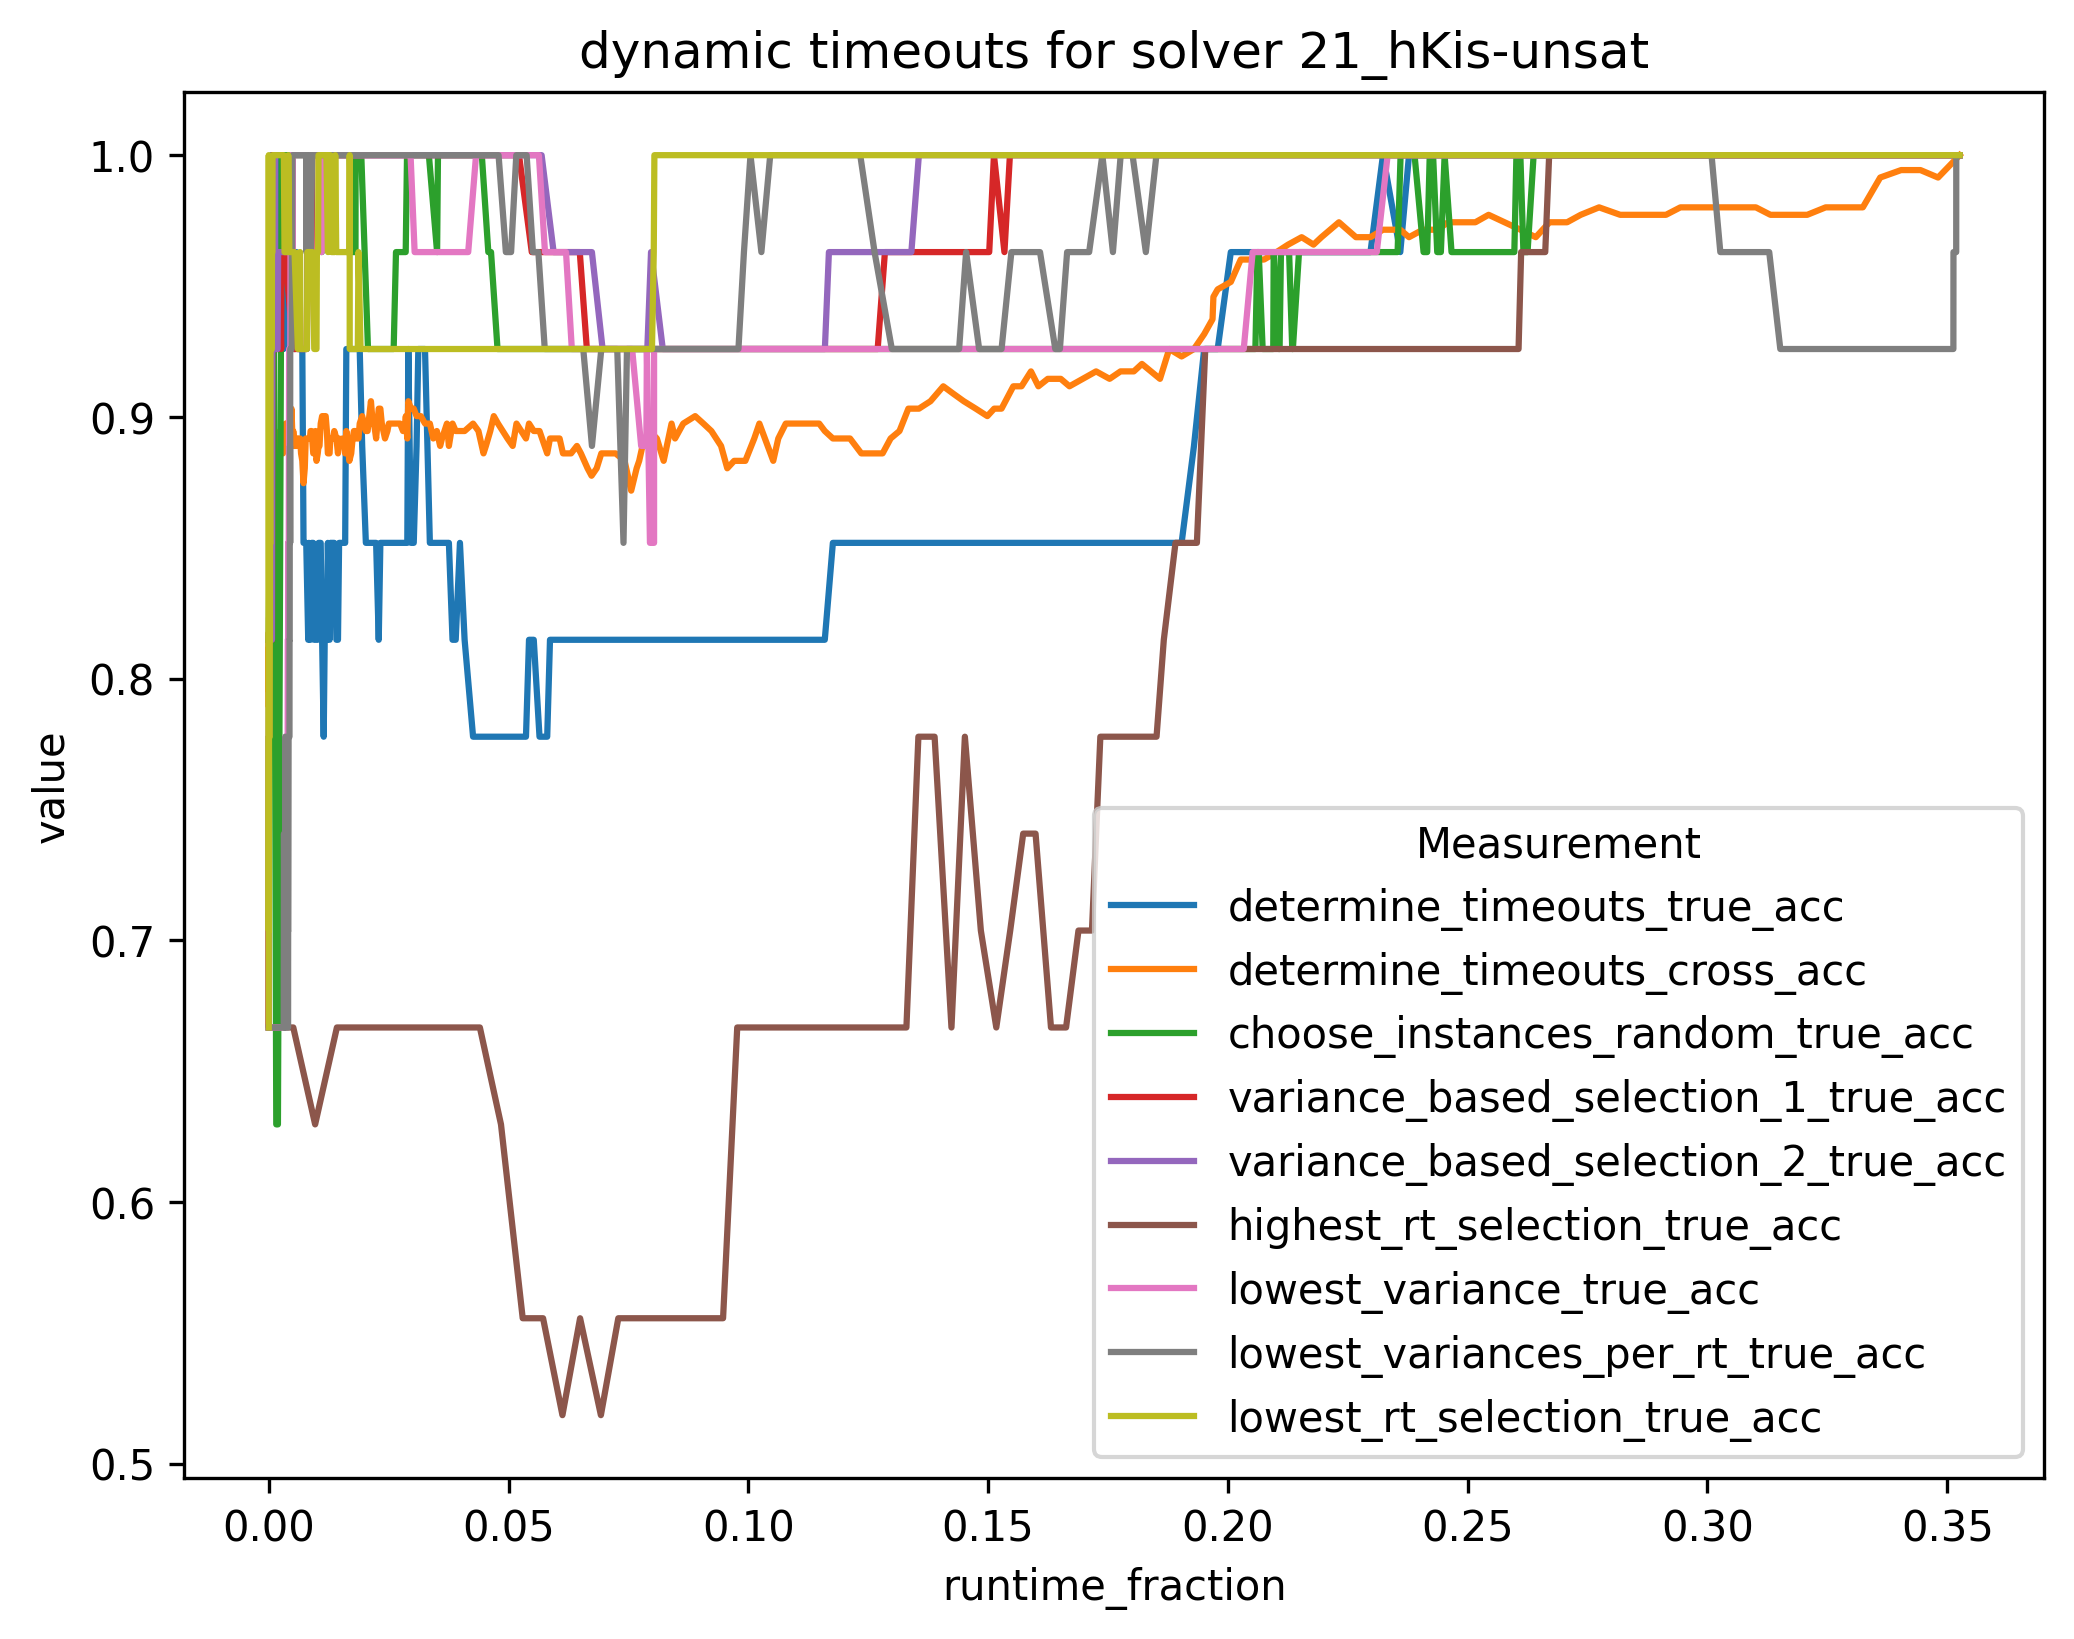 dynamic timeouts for solver 21_hKis-unsat
1.0
0.9
0.8
0.7
0.6
0.5
value
Measurement
determine_timeouts_true_acc
determine_timeouts_cross_acc
choose_instances_random_true_acc
variance_based_selection_1_true_acc
variance_based_selection_2_true_acc
highest_rt_selection_true_acc
lowest_variance_true_acc
lowest_variances_per_rt_true_acc
lowest_rt_selection_true_acc
0.00 0.05 0.10 0.15 0.20 0.25 0.30 0.35
runtime_fraction